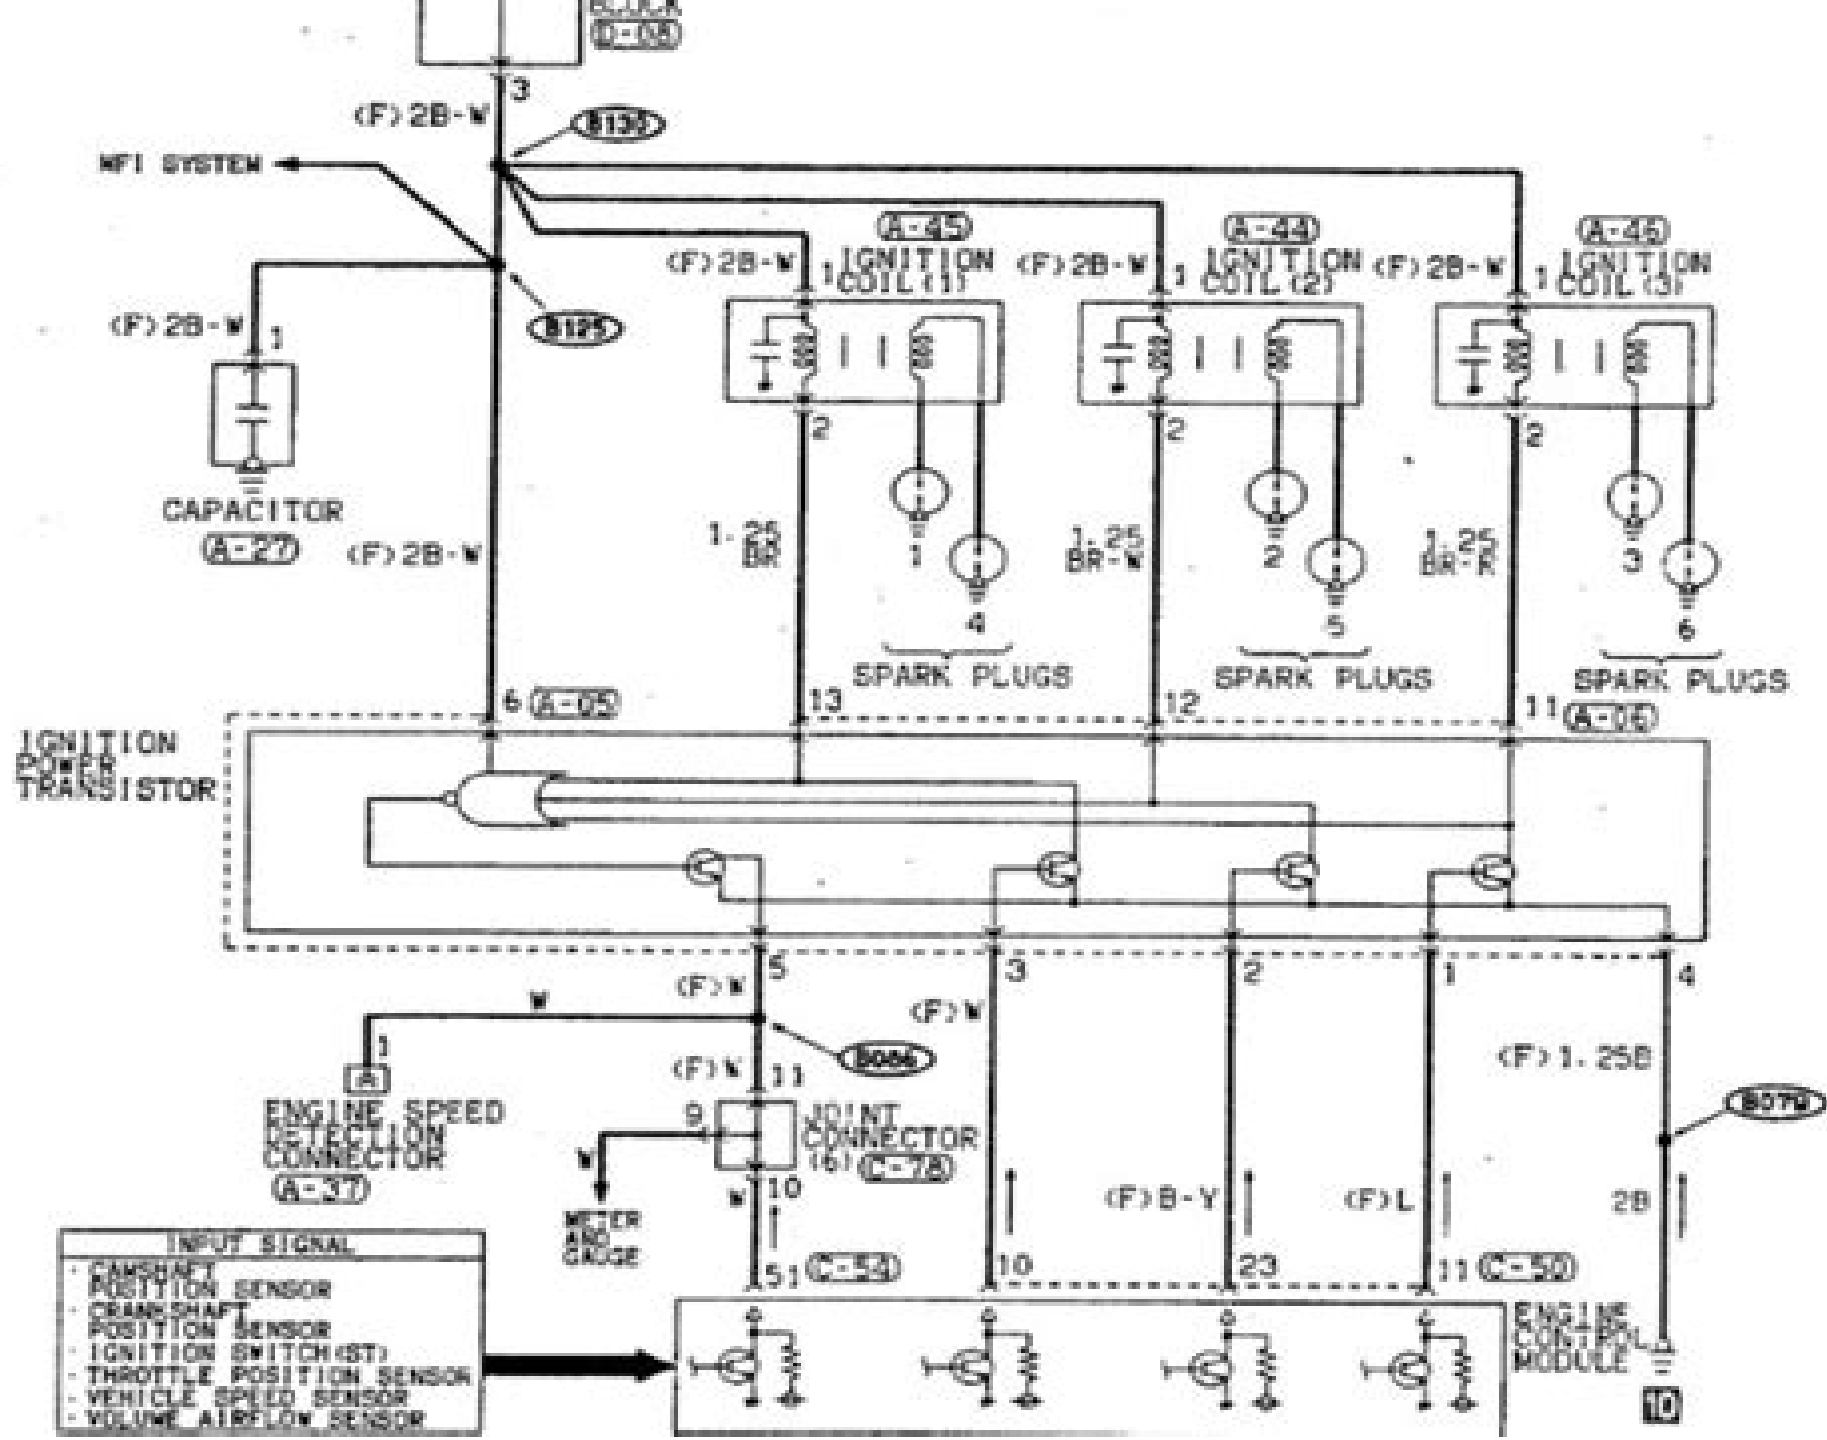 BLOCK
D-08
3
(F)2B-W
B130
MFI SYSTEM
(F)2B-W
1
B125
CAPACITOR
A-27
(F)2B-W
A-45
(F)2B-W
1
IGNITION
COIL(1)
A-44
(F)2B-W
1
IGNITION
COIL(2)
A-46
(F)2B-W
1
IGNITION
COIL(3)
2
2
2
1.25
BR
1
4
SPARK PLUGS
1.25
BR-W
2
5
SPARK PLUGS
1.25
3
6
SPARK PLUGS
6
A-05
13
12
11
A-06
IGNITION
POWER
TRANSISTOR
5
3
2
1
4
(F)W
W
(F)W
(F)W
11
1
A
ENGINE SPEED
DETECTION
CONNECTOR
A-37
9
JOINT
CONNECTOR
(6)
C-78
W
METER
AND
GAUGE
10
W
(F)B-Y
(F)L
(F)1.25B
2B
51
C-54
10
23
11
C-50
INPUT SIGNAL
· CAMSHAFT
POSITION SENSOR
· CRANKSHAFT
POSITION SENSOR
· IGNITION SWITCH(ST)
· THROTTLE POSITION SENSOR
· VEHICLE SPEED SENSOR
· VOLUME AIRFLOW SENSOR
ENGINE
CONTROL
MODULE
10